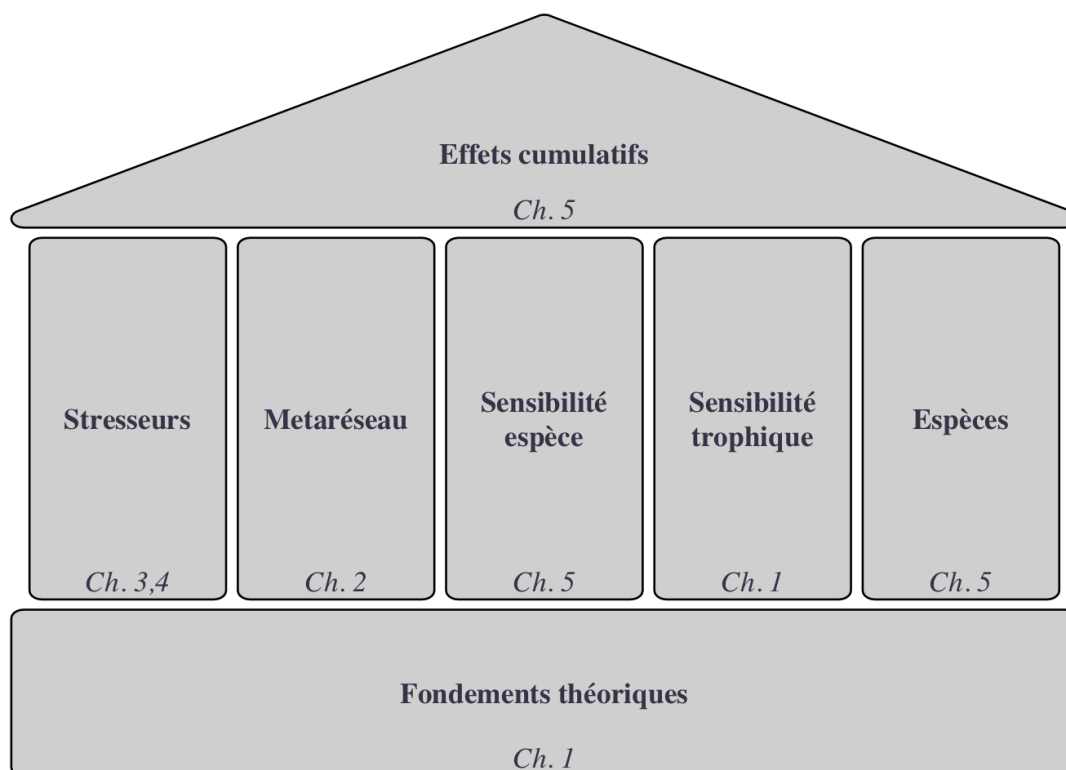 Effets cumulatifs
Ch. 5
Stresseurs
Ch. 3,4
Metaréseau
Ch. 2
Sensibilité
espèce
Ch. 5
Sensibilité
trophique
Ch. 1
Espèces
Ch. 5
Fondements théoriques
Ch. 1